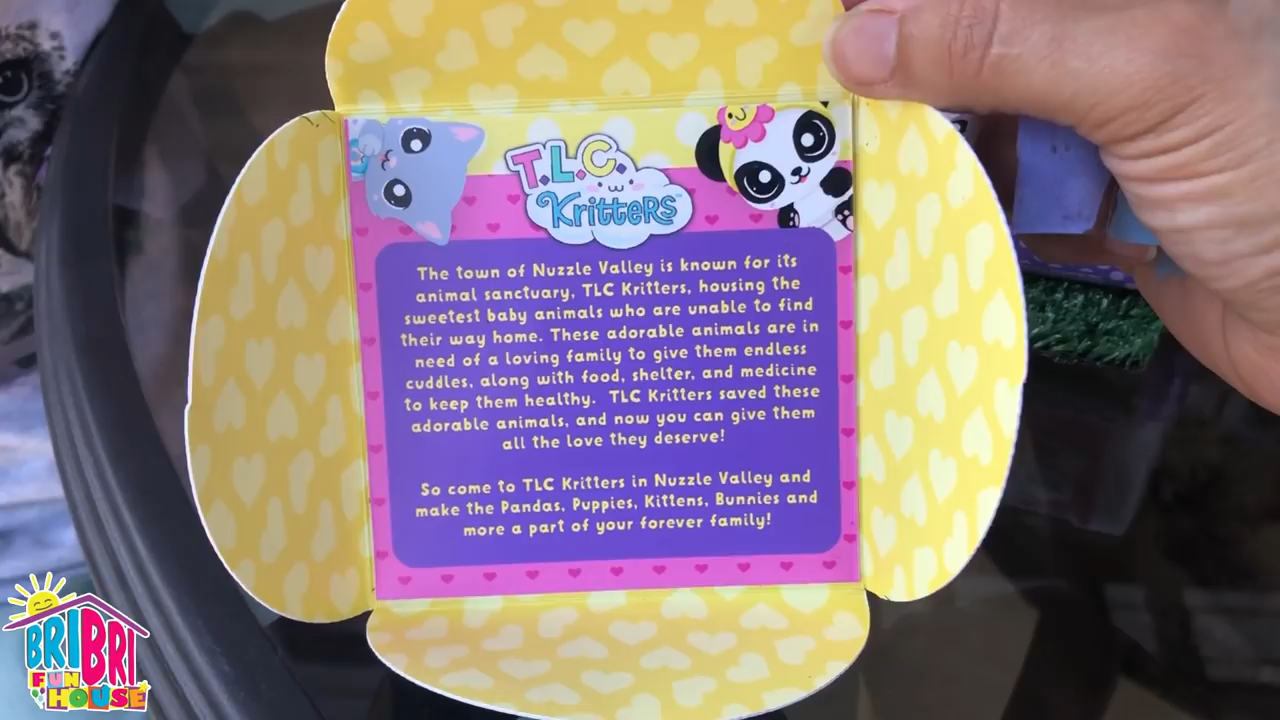 T.L.C.
Kritters™
The town of Nuzzle Valley is known for its
animal sanctuary, TLC Kritters, housing the
sweetest baby animals who are unable to find
their way home. These adorable animals are in
need of a loving family to give them endless
cuddles, along with food, shelter, and medicine
to keep them healthy. TLC Kritters saved these
adorable animals, and now you can give them
all the love they deserve!
So come to TLC Kritters in Nuzzle Valley and
make the Pandas, Puppies, Kittens, Bunnies and
more a part of your forever family!
BRI BRI
FUN
HOUSE